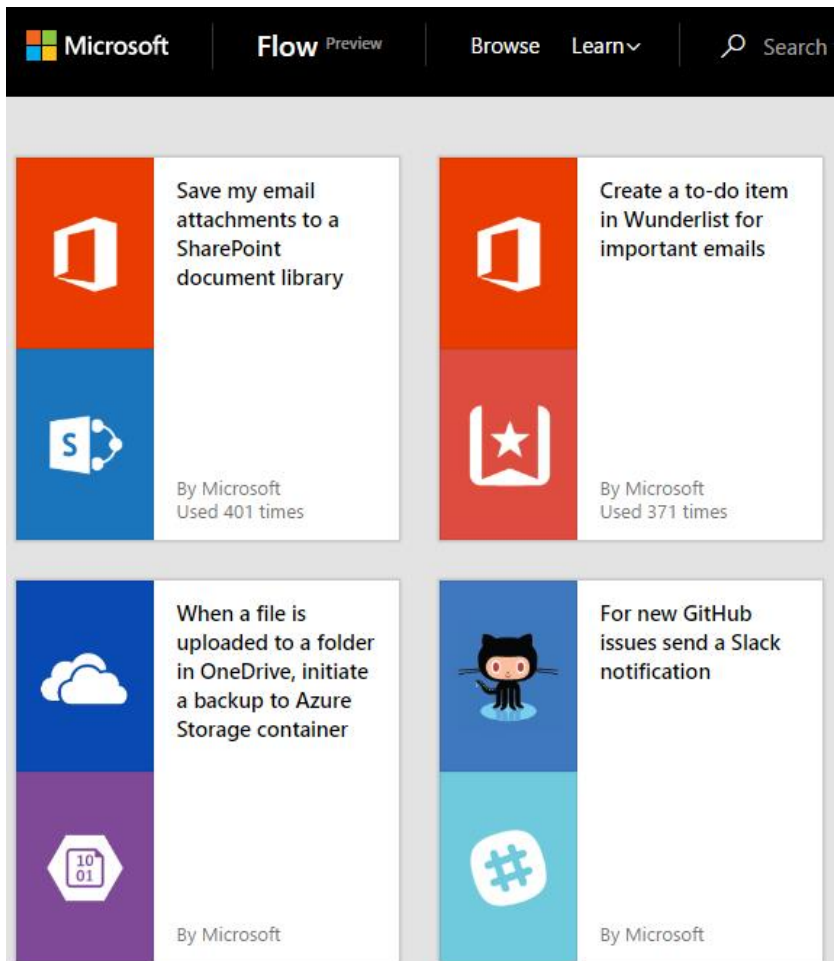 Microsoft Flow Preview Browse Learn Search
Save my email
attachments to a
SharePoint
document library
S
By Microsoft
Used 401 times
Create a to-do item
in Wunderlist for
important emails
By Microsoft
Used 371 times
When a file is
uploaded to a folder
in OneDrive, initiate
a backup to Azure
Storage container
10
01
By Microsoft
For new GitHub
issues send a Slack
notification
#
By Microsoft